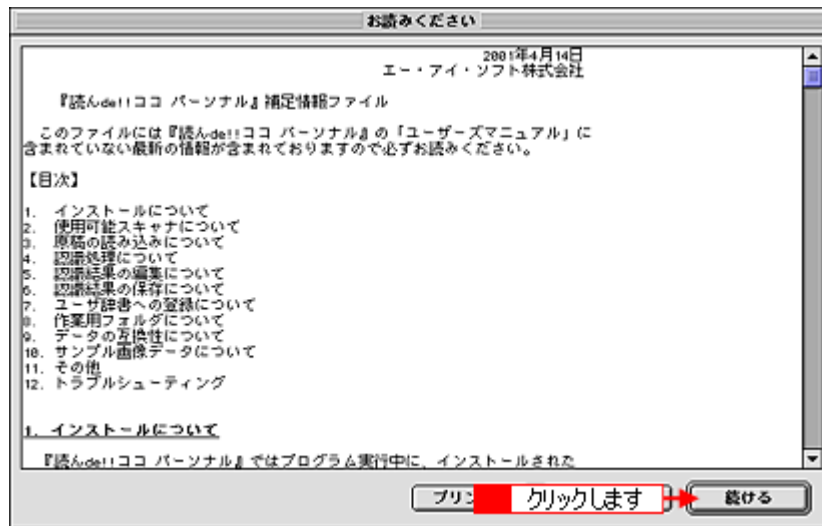 お読みください
2001年4月14日
エー・アイ・ソフト株式会社
『読んde!!ココ パーソナル』補足情報ファイル
このファイルには『読んde!!ココ パーソナル』の「ユーザーズマニュアル」に
含まれていない最新の情報が含まれておりますので必ずお読みください。
【目次】
1. インストールについて
2. 使用可能スキャナについて
3. 原稿の読み込みについて
4. 認識処理について
5. 認識結果の編集について
6. 認識結果の保存について
7. ユーザ辞書への登録について
8. 作業用フォルダについて
9. データの互換性について
10. サンプル画像データについて
11. その他
12. トラブルシューティング
1. インストールについて
『読んde!!ココ パーソナル』ではプログラム実行中に、インストールされた
プリン クリックします 続ける